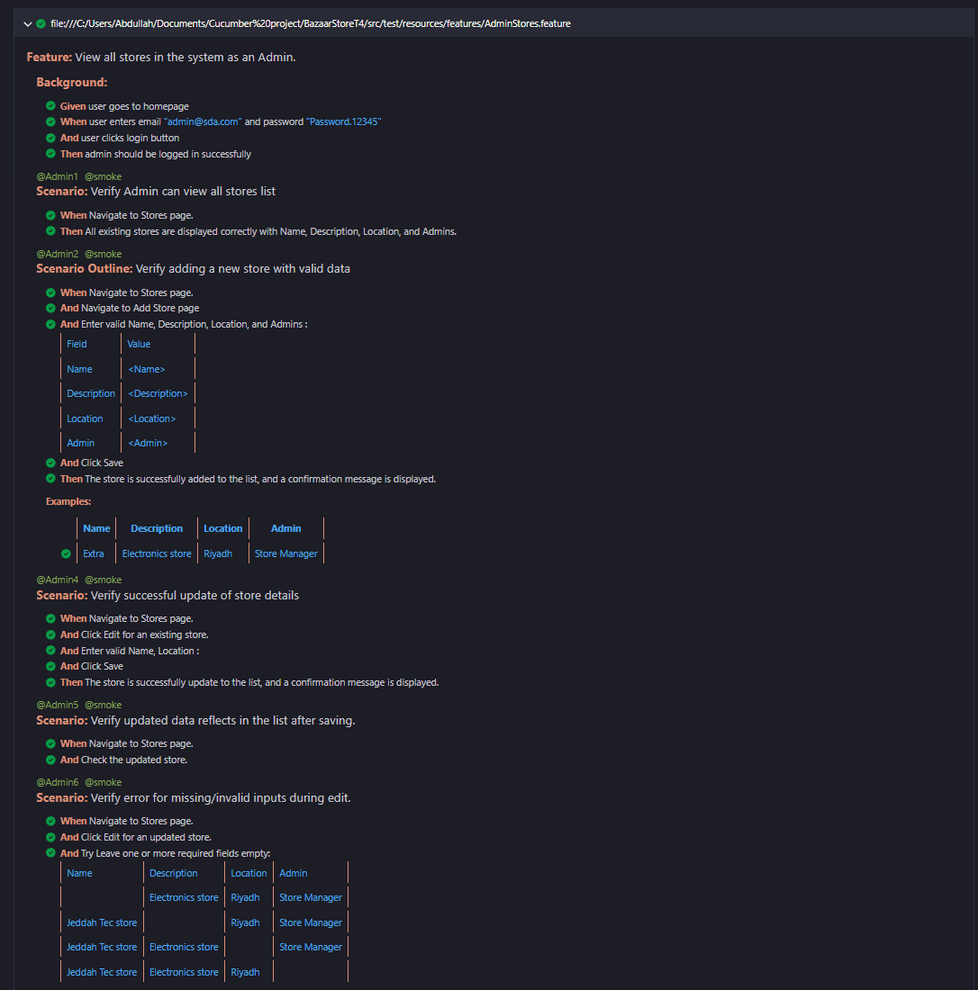 file:///C:/Users/Abdullah/Documents/Cucumber%20project/BazaarStoreT4/src/test/resources/features/AdminStores.feature
Feature: View all stores in the system as an Admin.
Background:
Given user goes to homepage
When user enters email "admin@sda.com" and password "Password.12345"
And user clicks login button
Then admin should be logged in successfully
@Admin1 @smoke
Scenario: Verify Admin can view all stores list
When Navigate to Stores page.
Then All existing stores are displayed correctly with Name, Description, Location, and Admins.
@Admin2 @smoke
Scenario Outline: Verify adding a new store with valid data
When Navigate to Stores page.
And Navigate to Add Store page
And Enter valid Name, Description, Location, and Admins :
Field Value
Name <Name>
Description <Description>
Location <Location>
Admin <Admin>
And Click Save
Then The store is successfully added to the list, and a confirmation message is displayed.
Examples:
Name Description Location Admin
Extra Electronics store Riyadh Store Manager
@Admin4 @smoke
Scenario: Verify successful update of store details
When Navigate to Stores page.
And Click Edit for an existing store.
And Enter valid Name, Location :
And Click Save
Then The store is successfully update to the list, and a confirmation message is displayed.
@Admin5 @smoke
Scenario: Verify updated data reflects in the list after saving.
When Navigate to Stores page.
And Check the updated store.
@Admin6 @smoke
Scenario: Verify error for missing/invalid inputs during edit.
When Navigate to Stores page.
And Click Edit for an updated store.
And Try Leave one or more required fields empty:
Name Description Location Admin
Electronics store Riyadh Store Manager
Jeddah Tec store Riyadh Store Manager
Jeddah Tec store Electronics store Store Manager
Jeddah Tec store Electronics store Riyadh